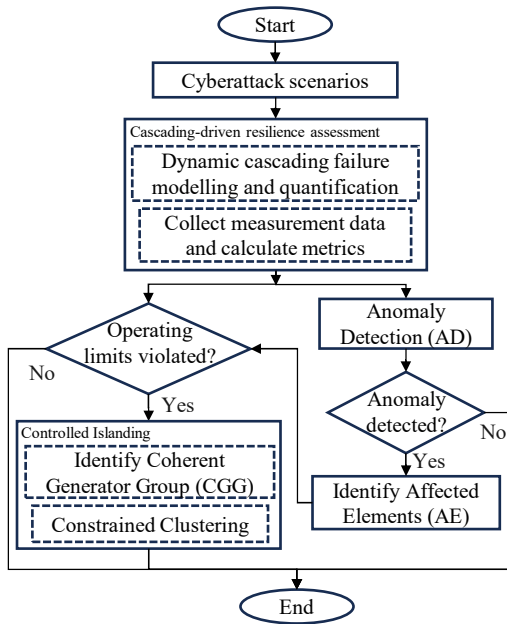 Start
Cyberattack scenarios
Cascading-driven resilience assessment
Dynamic cascading failure
modelling and quantification
Collect measurement data
and calculate metrics
Operating
limits violated?
No
Yes
Anomaly
Detection (AD)
Anomaly
detected?
No
Yes
Identify Affected
Elements (AE)
Controlled Islanding
Identify Coherent
Generator Group (CGG)
Constrained Clustering
End